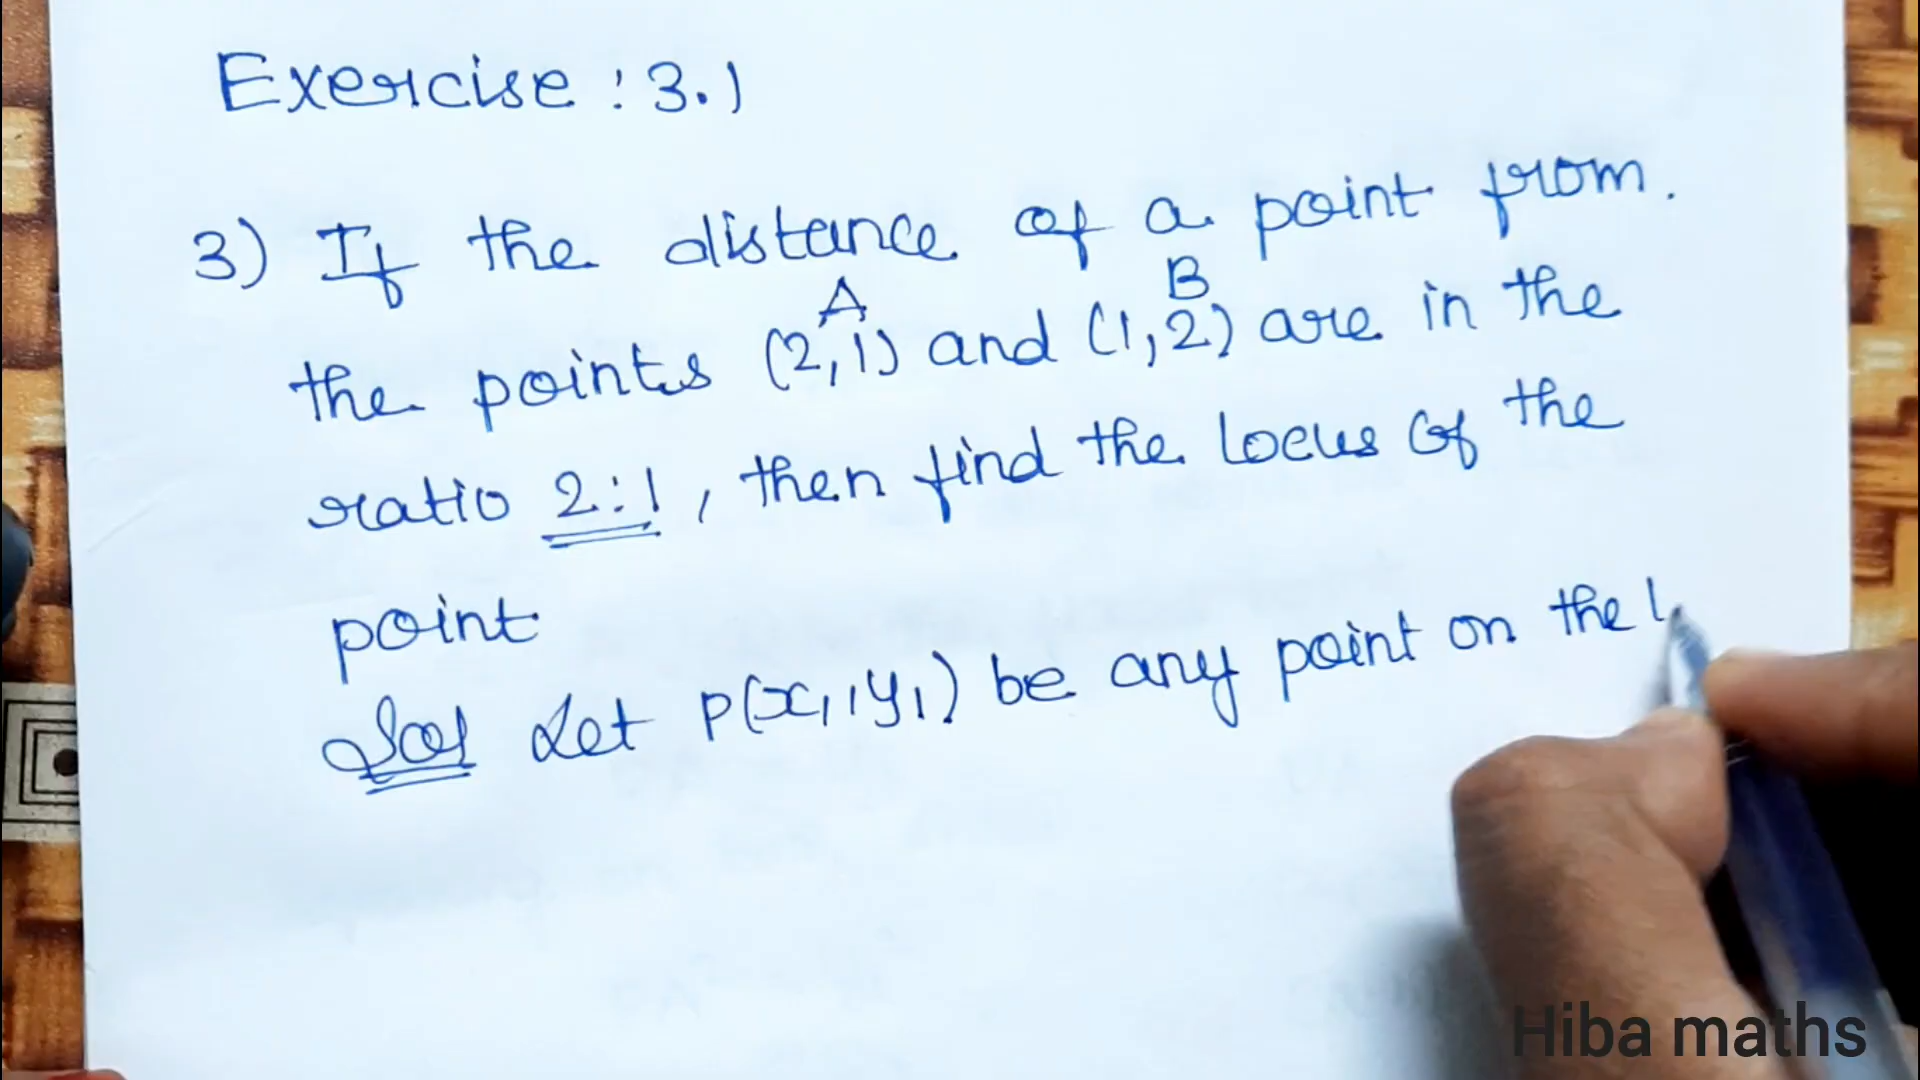 Exercise : 3.1
3) If the distance of a point from.
A B
the points (2,1) and (1,2) are in the
ratio 2:1, then find the locus of the
point
Sol Let P(x₁,y₁) be any point on the l
Hiba maths